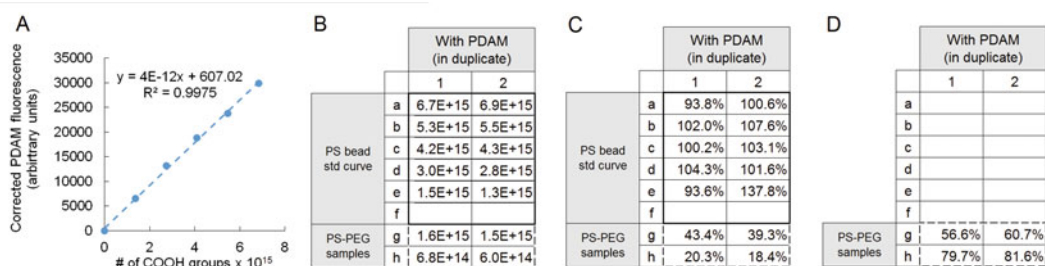 A
Corrected PDAM fluorescence
(arbirtrary units)
35000
30000
25000
20000
15000
10000
5000
0
y = 4E-12x + 607.02
R² = 0.9975
0 2 4 6 8
# of COOH groups x 10¹⁵
B
With PDAM
(in duplicate)
1 2
PS bead
std curve
a 6.7E+15 6.9E+15
b 5.3E+15 5.5E+15
c 4.2E+15 4.3E+15
d 3.0E+15 2.8E+15
e 1.5E+15 1.3E+15
f
PS-PEG
samples
g 1.6E+15 1.5E+15
h 6.8E+14 6.0E+14
C
With PDAM
(in duplicate)
1 2
PS bead
std curve
a 93.8% 100.6%
b 102.0% 107.6%
c 100.2% 103.1%
d 104.3% 101.6%
e 93.6% 137.8%
f
PS-PEG
samples
g 43.4% 39.3%
h 20.3% 18.4%
D
With PDAM
(in duplicate)
1 2
a
b
c
d
e
f
PS-PEG
samples
g 56.6% 60.7%
h 79.7% 81.6%